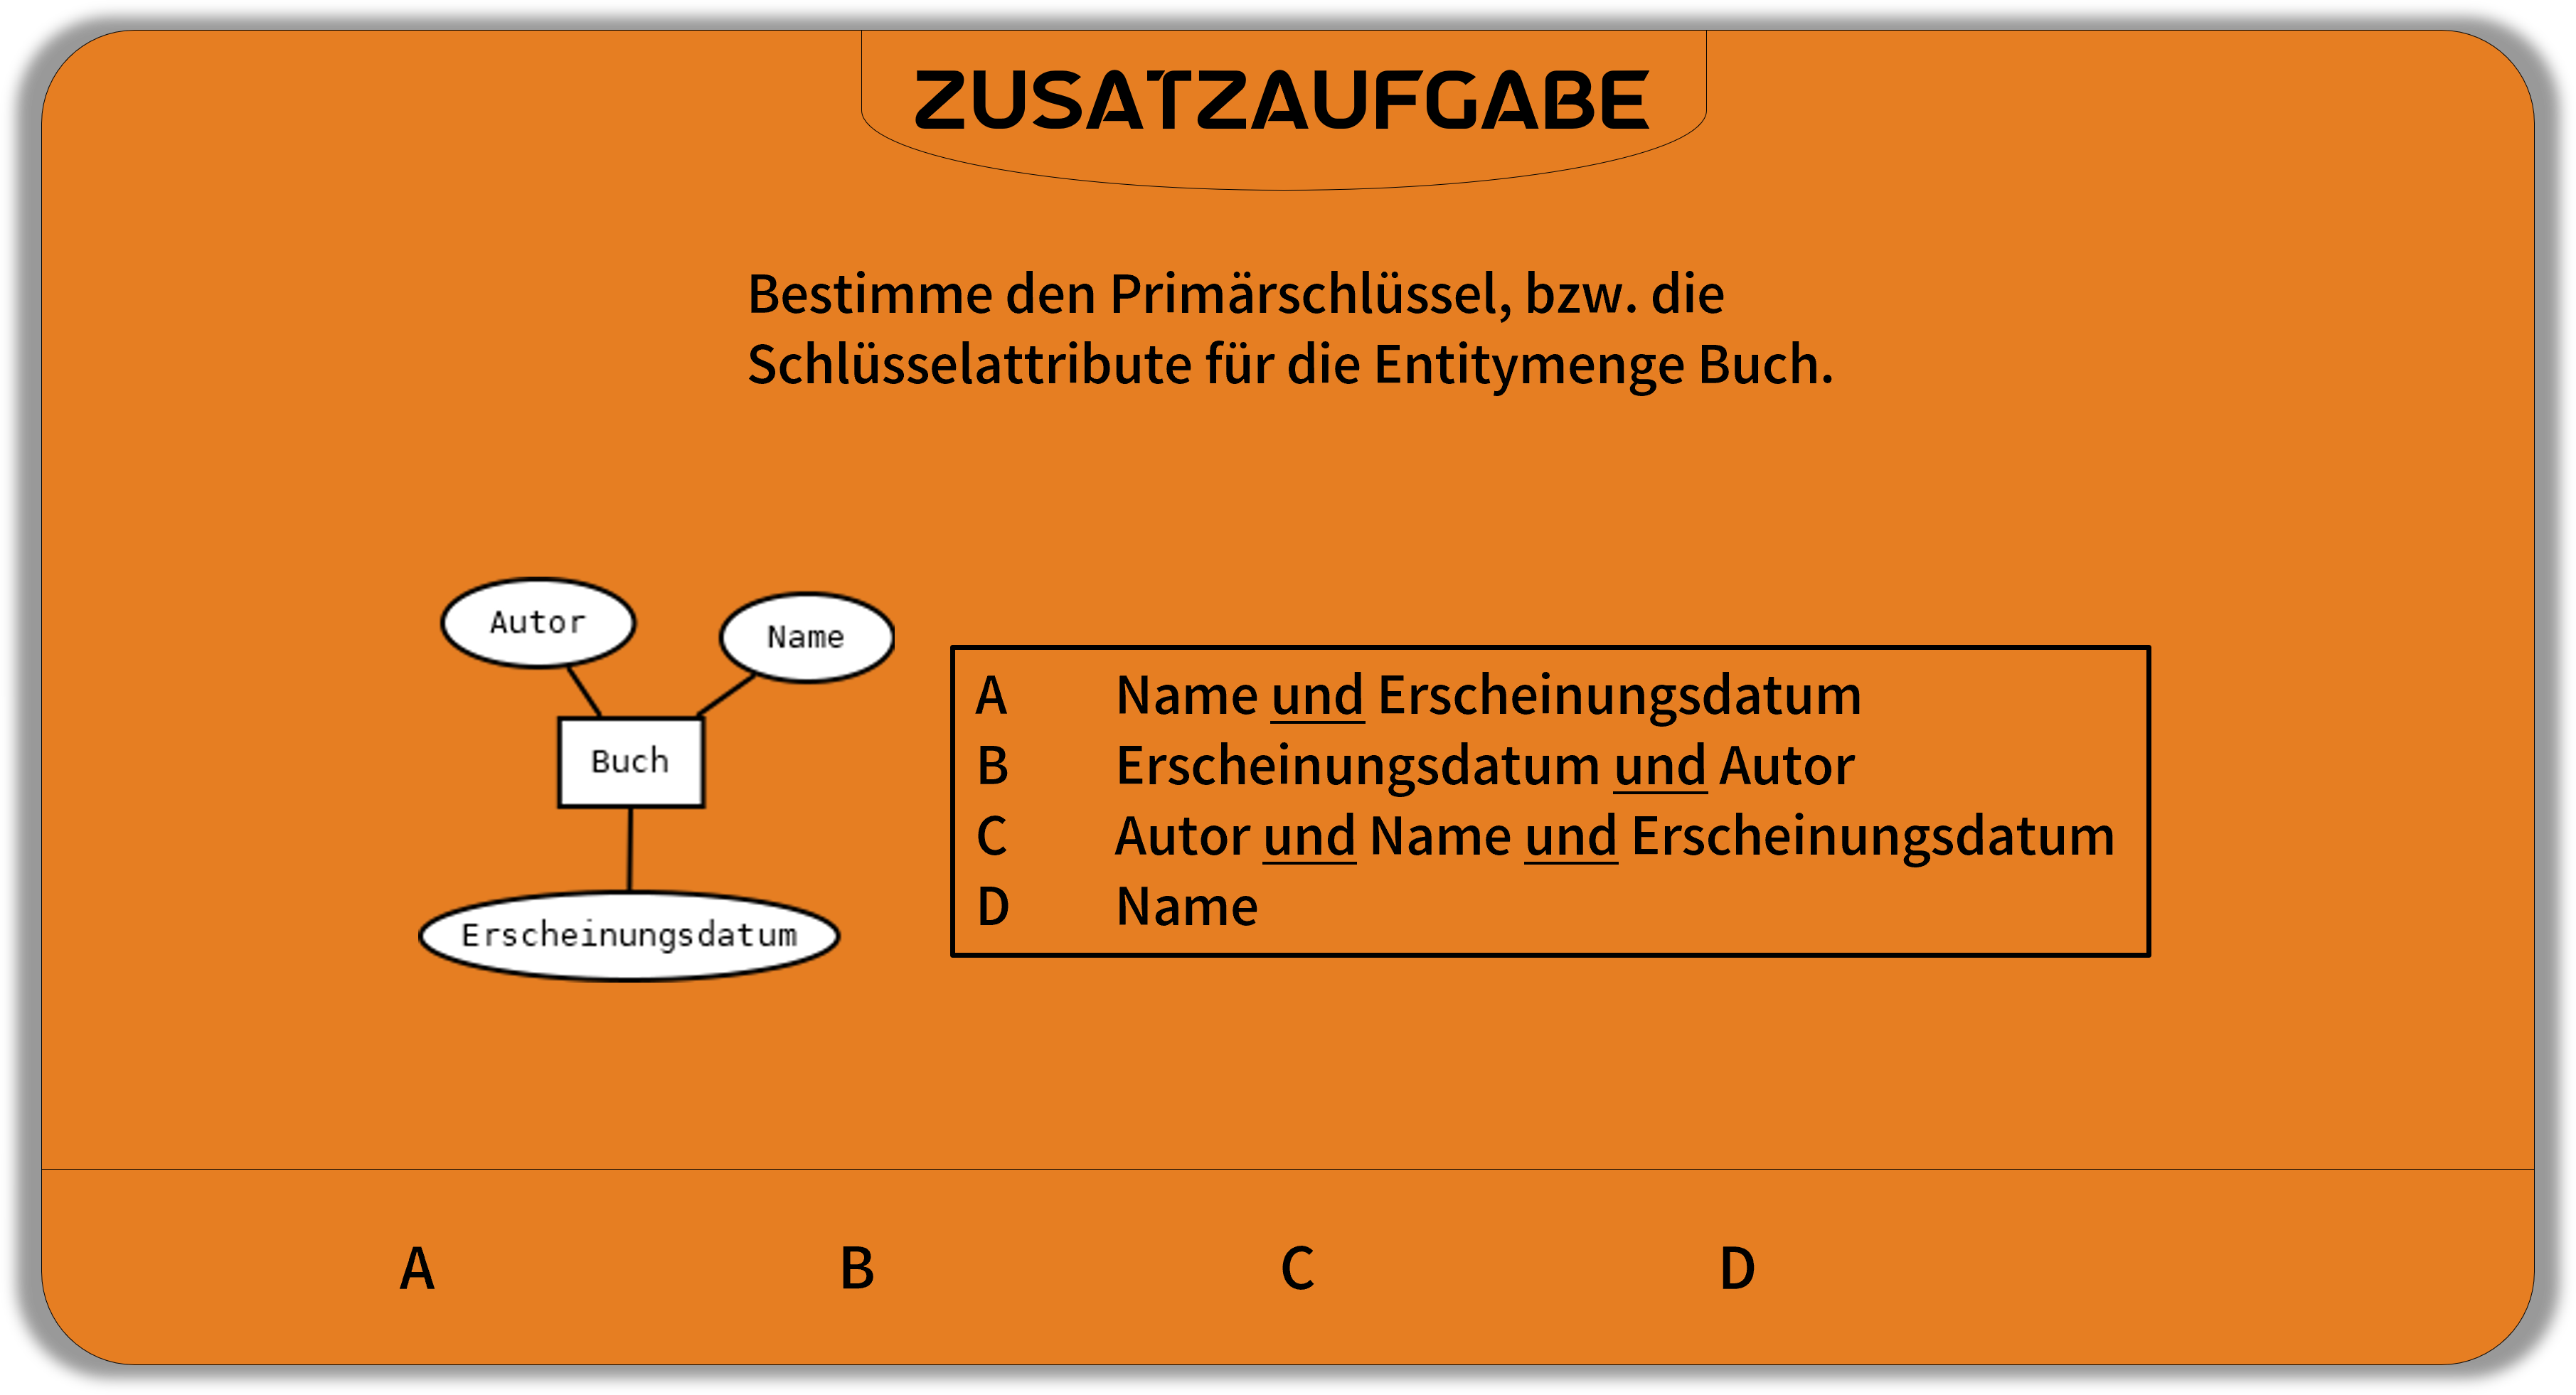 ZUSATZAUFGABE
Bestimme den Primärschlüssel, bzw. die
Schlüsselattribute für die Entitymenge Buch.
Autor
Name
Buch
Erscheinungsdatum
A Name und Erscheinungsdatum
B Erscheinungsdatum und Autor
C Autor und Name und Erscheinungsdatum
D Name
A B C D